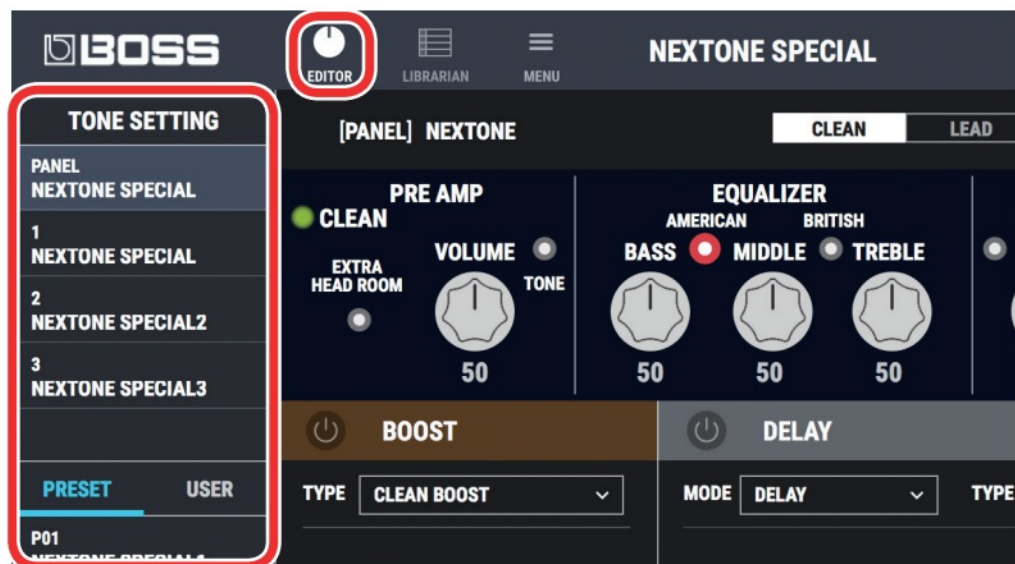 BOSS
EDITOR
LIBRARIAN
MENU
NEXTONE SPECIAL
TONE SETTING
PANEL
NEXTONE SPECIAL
1
NEXTONE SPECIAL
2
NEXTONE SPECIAL2
3
NEXTONE SPECIAL3
PRESET USER
P01
[PANEL] NEXTONE
CLEAN LEAD
PRE AMP
CLEAN
EXTRA
HEAD ROOM
VOLUME
TONE
50
EQUALIZER
AMERICAN BRITISH
BASS MIDDLE TREBLE
50 50 50
BOOST
TYPE CLEAN BOOST
DELAY
MODE DELAY
TYPE